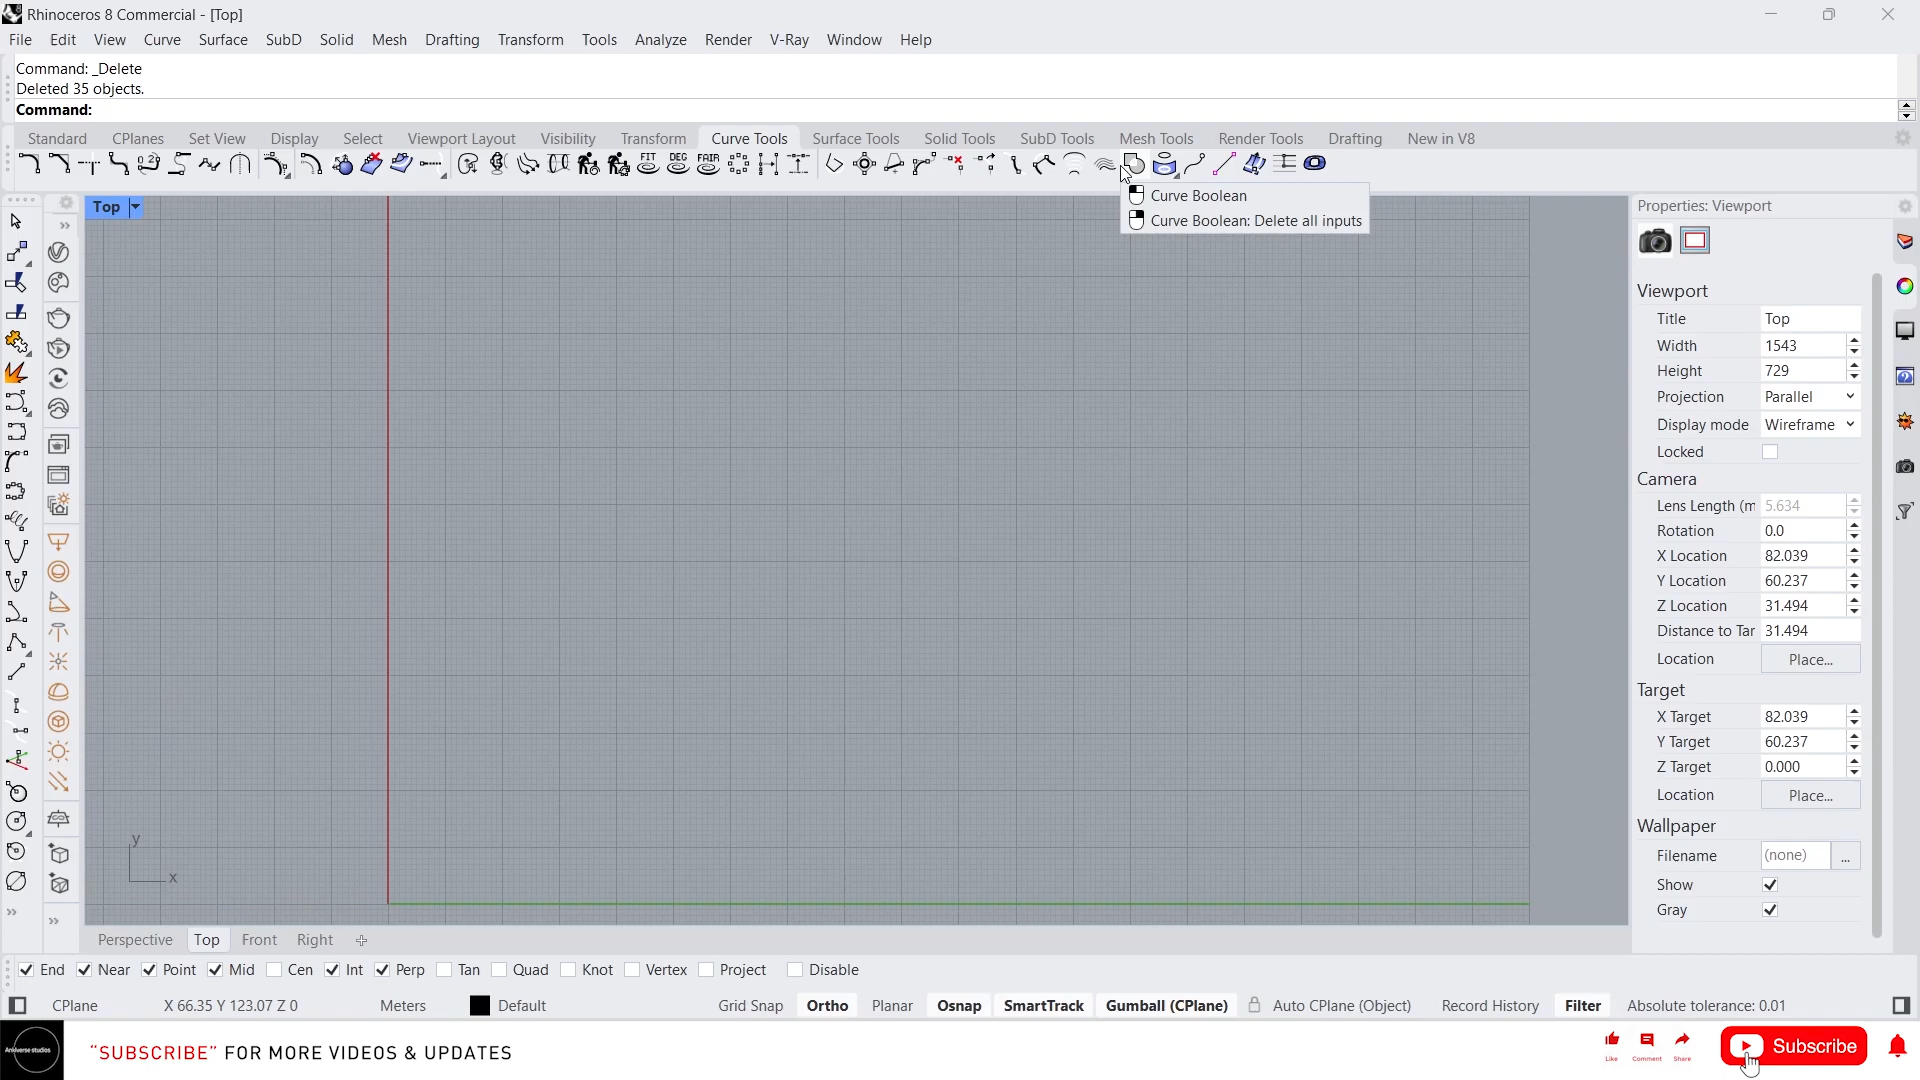 Rhinoceros 8 Commercial - [Top]
File Edit View Curve Surface SubD Solid Mesh Drafting Transform Tools Analyze Render V-Ray Window Help
Command: _Delete
Deleted 35 objects.
Command:
Standard CPlanes Set View Display Select Viewport Layout Visibility Transform Curve Tools Surface Tools Solid Tools SubD Tools Mesh Tools Render Tools Drafting New in V8
FIT DEG FAIR
Curve Boolean
Curve Boolean: Delete all inputs
Top
Properties: Viewport
Viewport
Title Top
Width 1543
Height 729
Projection Parallel
Display mode Wireframe
Locked
Camera
Lens Length (m 5.634
Rotation 0.0
X Location 82.039
Y Location 60.237
Z Location 31.494
Distance to Tar 31.494
Location Place...
Target
X Target 82.039
Y Target 60.237
Z Target 0.000
Location Place...
Wallpaper
Filename (none) ...
Show
Gray
y
x
Perspective Top Front Right
End Near Point Mid Cen Int Perp Tan Quad Knot Vertex Project Disable
CPlane X 66.35 Y 123.07 Z 0 Meters Default Grid Snap Ortho Planar Osnap SmartTrack Gumball (CPlane) Auto CPlane (Object) Record History Filter Absolute tolerance: 0.01
"SUBSCRIBE" FOR MORE VIDEOS & UPDATES
Like Comment Share
Subscribe